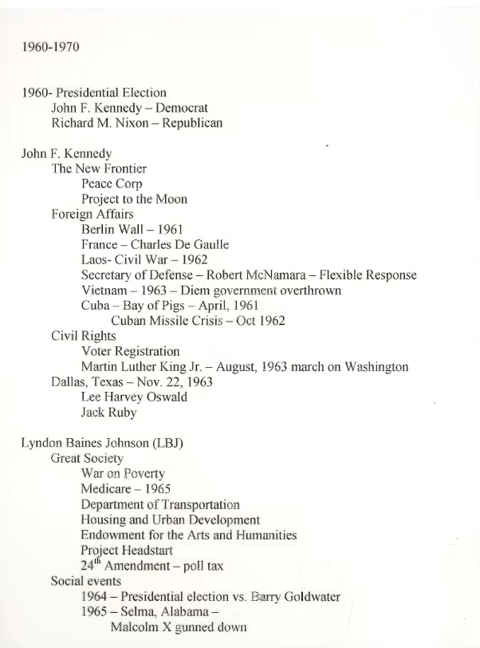 1960-1970
1960- Presidential Election
John F. Kennedy – Democrat
Richard M. Nixon – Republican
John F. Kennedy
The New Frontier
Peace Corp
Project to the Moon
Foreign Affairs
Berlin Wall – 1961
France – Charles De Gaulle
Laos- Civil War – 1962
Secretary of Defense – Robert McNamara – Flexible Response
Vietnam – 1963 – Diem government overthrown
Cuba – Bay of Pigs – April, 1961
Cuban Missile Crisis – Oct 1962
Civil Rights
Voter Registration
Martin Luther King Jr. – August, 1963 march on Washington
Dallas, Texas – Nov. 22, 1963
Lee Harvey Oswald
Jack Ruby
Lyndon Baines Johnson (LBJ)
Great Society
War on Poverty
Medicare – 1965
Department of Transportation
Housing and Urban Development
Endowment for the Arts and Humanities
Project Headstart
24th Amendment – poll tax
Social events
1964 – Presidential election vs. Barry Goldwater
1965 – Selma, Alabama –
Malcolm X gunned down